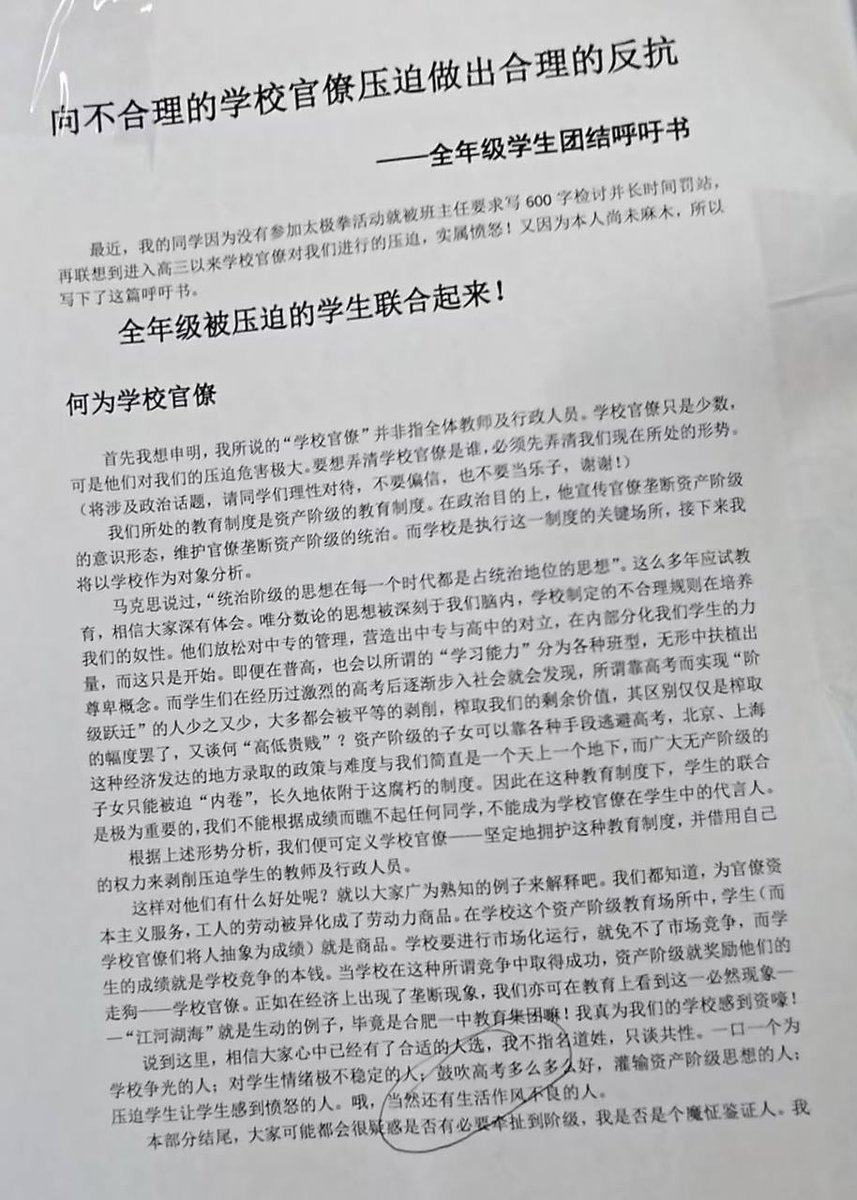 向不合理的学校官僚压迫做出合理的反抗
——全年级学生团结呼吁书
最近，我的同学因为没有参加太极拳活动就被班主任要求写 600 字检讨并长时间罚站，
再联想到进入高三以来学校官僚对我们进行的压迫，实属愤怒！又因为本人尚未麻木，所以
写下了这篇呼吁书。
全年级被压迫的学生联合起来！
何为学校官僚
首先我想申明，我所说的“学校官僚”并非指全体教师及行政人员。学校官僚只是少数，
可是他们对我们的压迫危害极大。要想弄清学校官僚是谁，必须先弄清我们现在所处的形势。
（将涉及政治话题，请同学们理性对待，不要偏信，也不要当乐子，谢谢！）
我们所处的教育制度是资产阶级的教育制度。在政治目的上，他宣传官僚垄断资产阶级
的意识形态，维护官僚垄断资产阶级的统治。而学校是执行这一制度的关键场所，接下来我
将以学校作为对象分析。
马克思说过，“统治阶级的思想在每一个时代都是占统治地位的思想”。这么多年应试教
育，相信大家深有体会。唯分数论的思想被深刻于我们脑内，学校制定的不合理规则在培养
我们的奴性。他们放松对中专的管理，营造出中专与高中的对立，在内部分化我们学生的力
量，而这只是开始。即便在普高，也会以所谓的“学习能力”分为各种班型，无形中扶植出
尊卑概念。而学生们在经历过激烈的高考后逐渐步入社会就会发现，所谓靠高考而实现“阶
级跃迁”的人少之又少，大多都会被平等的剥削，榨取我们的剩余价值，其区别仅仅是榨取
的幅度罢了，又谈何“高低贵贱”？资产阶级的子女可以靠各种手段逃避高考，北京、上海
这种经济发达的地方录取的政策与难度与我们简直是一个天上一个地下，而广大无产阶级的
子女只能被迫“内卷”，长久地依附于这腐朽的制度。因此在这种教育制度下，学生的联合
是极为重要的，我们不能根据成绩而瞧不起任何同学，不能成为学校官僚在学生中的代言人。
根据上述形势分析，我们便可定义学校官僚——坚定地拥护这种教育制度，并借用自己
的权力来剥削压迫学生的教师及行政人员。
这样对他们有什么好处呢？就以大家广为熟知的例子来解释吧。我们都知道，为官僚资
本主义服务，工人的劳动被异化成了劳动力商品。在学校这个资产阶级教育场所中，学生（而
学校官僚们将人抽象为成绩）就是商品。学校要进行市场化运行，就免不了市场竞争，而学
生的成绩就是学校竞争的本钱。当学校在这种所谓竞争中取得成功，资产阶级就奖励他们的
走狗——学校官僚。正如在经济上出现了垄断现象，我们亦可在教育上看到这一必然现象—
—“江河湖海”就是生动的例子，毕竟是合肥一中教育集团嘛！我真为我们的学校感到资嚎！
说到这里，相信大家心中已经有了合适的人选，我不指名道姓，只谈共性。一口一个为
学校争光的人；对学生情绪极不稳定的人；鼓吹高考多么多么好，灌输资产阶级思想的人；
压迫学生让学生感到愤怒的人。哦，当然还有生活作风不良的人。
本部分结尾，大家可能都会很疑惑是否有必要牵扯到阶级，我是否是个魔怔鉴证人。我